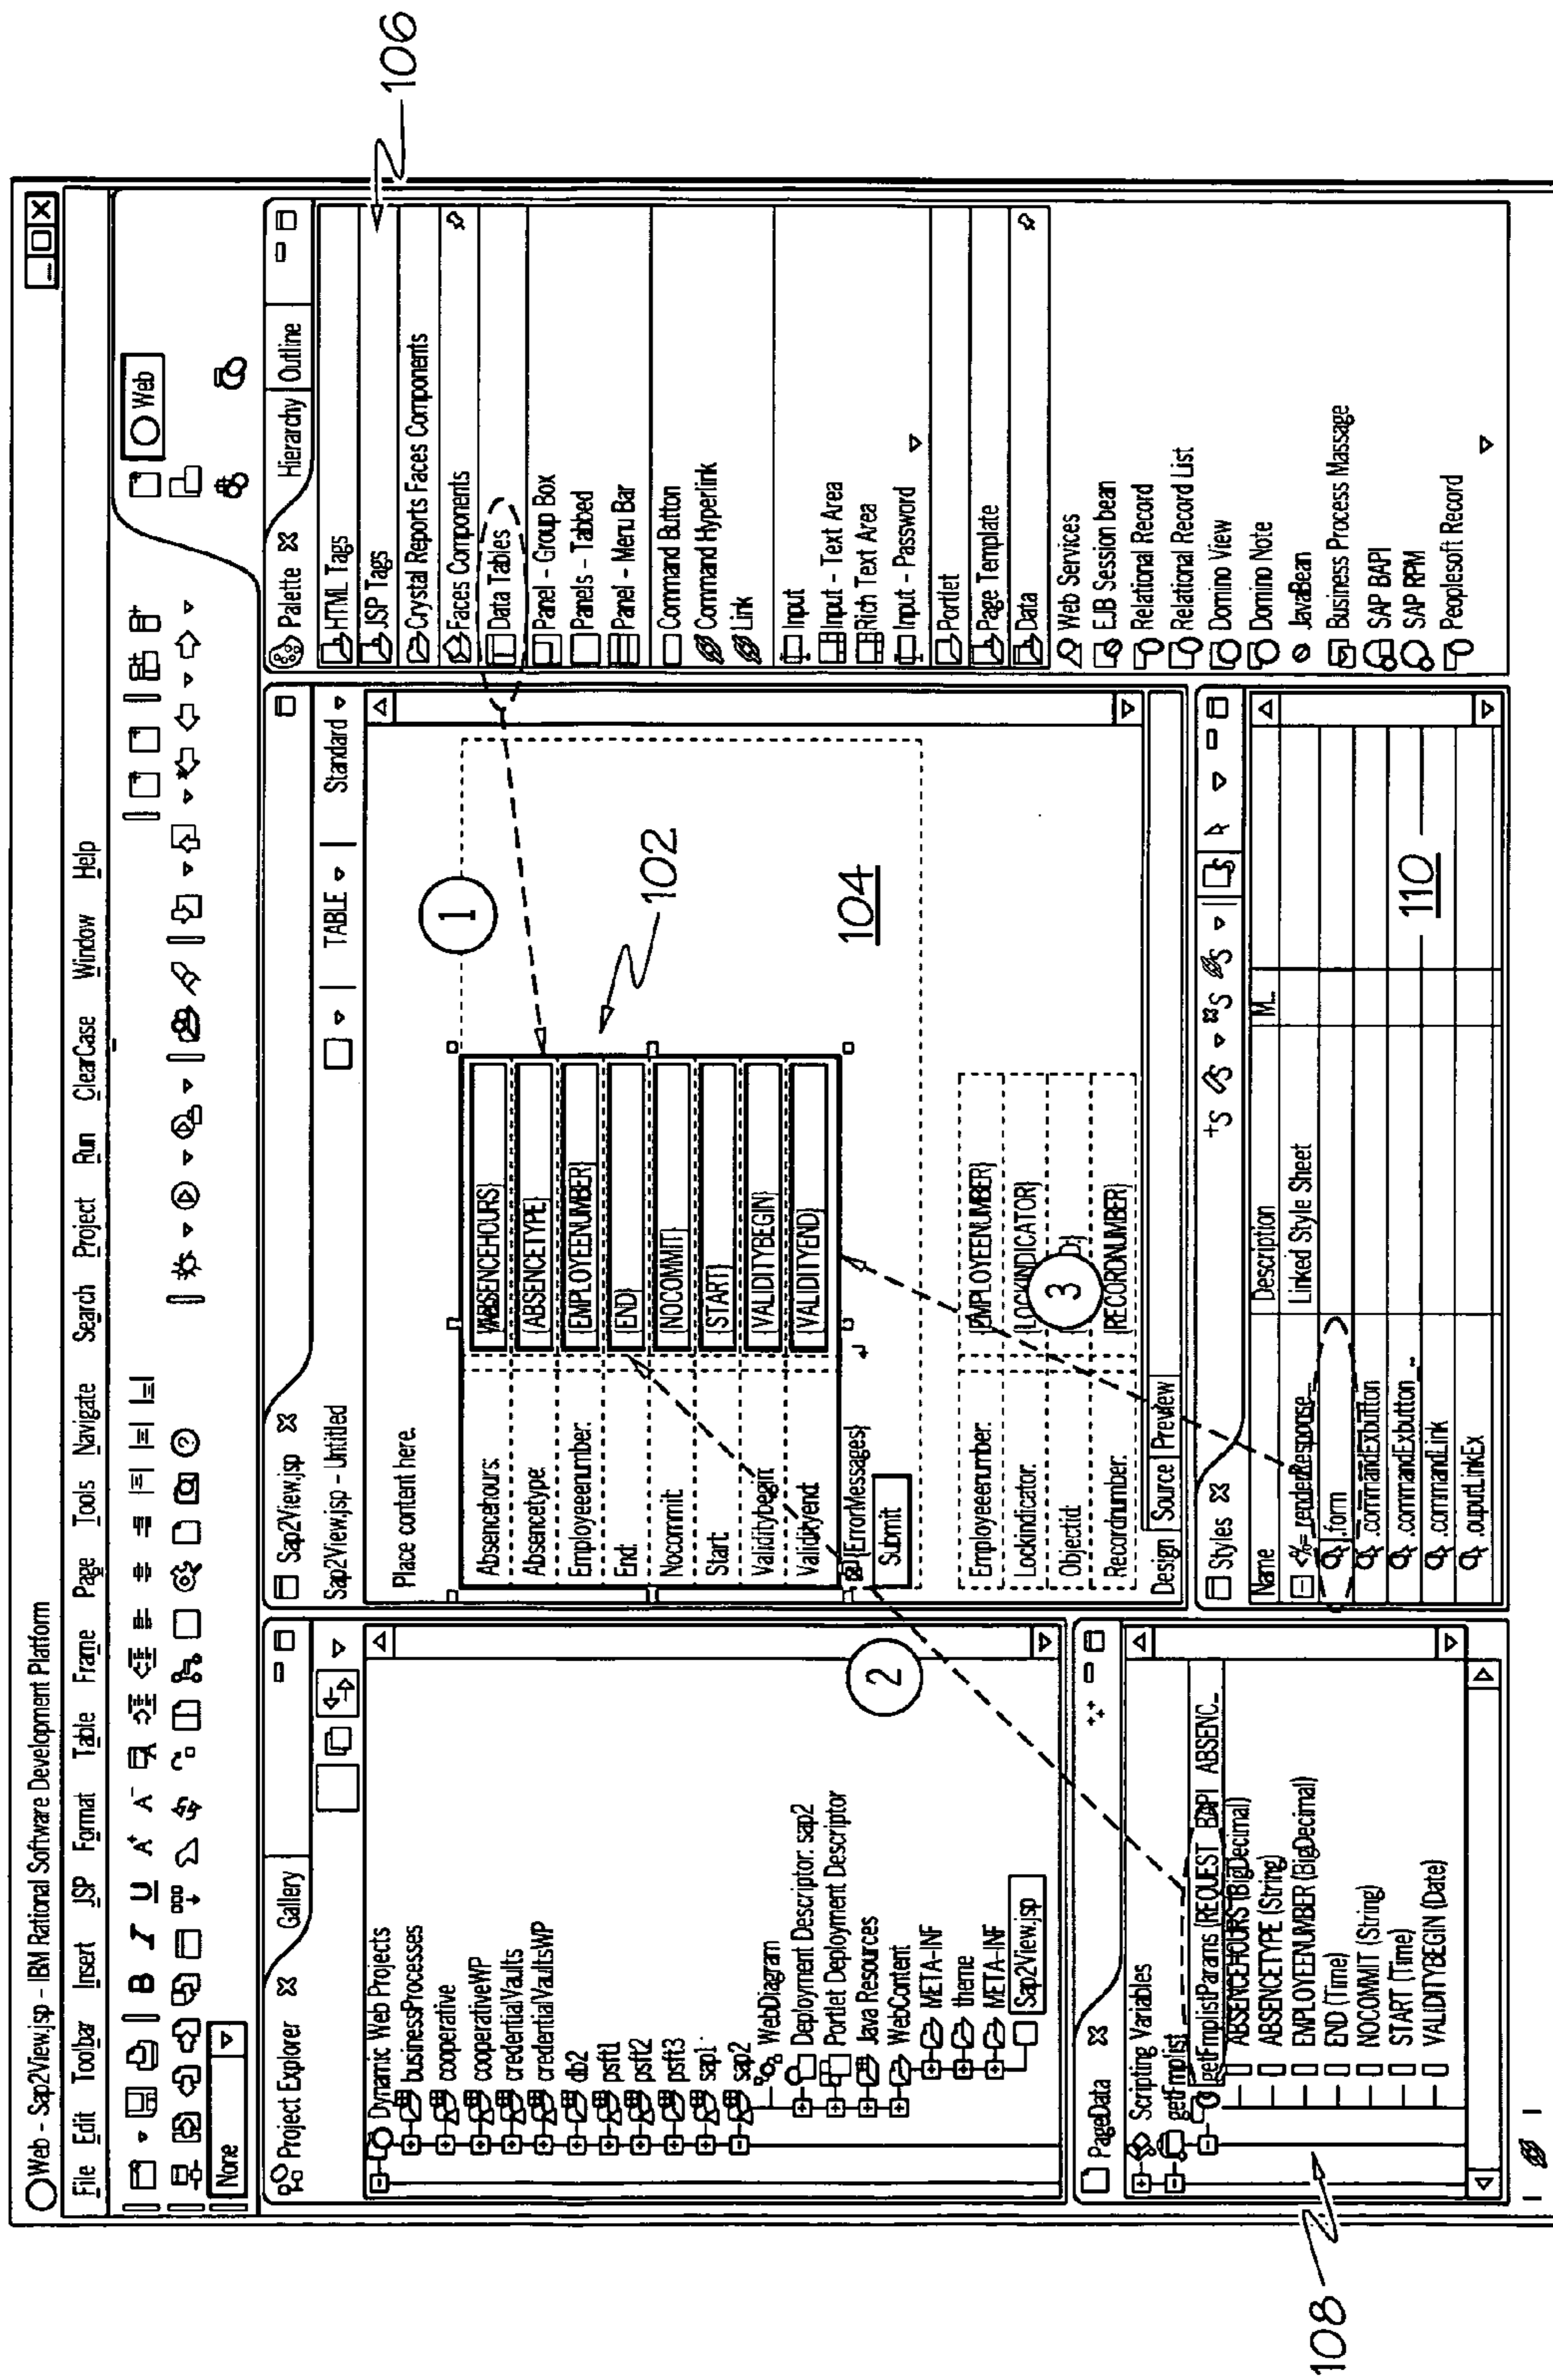 Web - Sap2View.jsp - IBM Rational Software Development Platform
File Edit Toolbar Insert JSP Format Table Frame Page Tools Navigate Search Project Run ClearCase Window Help
B I U A+ A-
None
Web
Project Explorer Gallery
Dynamic Web Projects
businessProcesses
cooperative
cooperativeWP
credentialVaults
credentialVaultsWP
db2
psft1
psft2
psft3
sap1
sap2
WebDiagram
Deployment Descriptor: sap2
Portlet Deployment Descriptor
Java Resources
WebContent
META-INF
theme
META-INF
Sap2View.jsp
PageData
Scripting Variables
getEmplist
getEmplistParams (REQUEST_BAPI_ABSENC...
ABSENCEHOURS (BigDecimal)
ABSENCETYPE (String)
EMPLOYEENUMBER (BigDecimal)
END (Time)
NOCOMMIT (String)
START (Time)
VALIDITYBEGIN (Date)
108
Sap2View.jsp
Sap2View.jsp - Untitled
TABLE
Standard
Place content here.
Absencehours:
Absencetype: {ABSENCETYPE}
Employeeenumber: {EMPLOYEENUMBER}
End: {END}
Nocommit: {NOCOMMIT}
Start: {START}
Validitybegin: {VALIDITYBEGIN}
Validityend: {VALIDITYEND}
{ErrorMessages}
Submit
Employeeenumber: {EMPLOYEENUMBER}
Lockindicator: {LOCKINDICATOR}
Objectid:
Recordnumber: {RECORDNUMBER}
1
2
3
102
104
Design Source Preview
Styles
Name Description M...
<%= renderResponse... Linked Style Sheet
.form
.commandExbutton
.commandExbutton...
.commandLink
.ouputLinkEx
110
Palette Hierarchy Outline
106
HTML Tags
JSP Tags
Crystal Reports Faces Components
Faces Components
Data Tables
Panel - Group Box
Panels - Tabbed
Panel - Menu Bar
Command Button
Command Hyperlink
Link
Input
Input - Text Area
Rich Text Area
Input - Password
Portlet
Page Template
Data
Web Services
EJB Session bean
Relational Record
Relational Record List
Domino View
Domino Note
JavaBean
Business Process Massage
SAP BAPI
SAP RPM
Peoplesoft Record